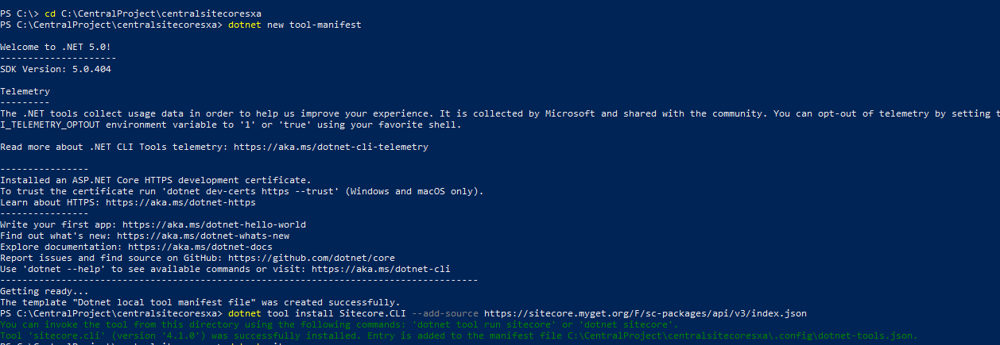 PS C:\> cd C:\CentralProject\centralsitecoresxa
PS C:\CentralProject\centralsitecoresxa> dotnet new tool-manifest
Welcome to .NET 5.0!
---------------------
SDK Version: 5.0.404
Telemetry
---------
The .NET tools collect usage data in order to help us improve your experience. It is collected by Microsoft and shared with the community. You can opt-out of telemetry by setting t
I_TELEMETRY_OPTOUT environment variable to '1' or 'true' using your favorite shell.
Read more about .NET CLI Tools telemetry: https://aka.ms/dotnet-cli-telemetry
----------------
Installed an ASP.NET Core HTTPS development certificate.
To trust the certificate run 'dotnet dev-certs https --trust' (Windows and macOS only).
Learn about HTTPS: https://aka.ms/dotnet-https
----------------
Write your first app: https://aka.ms/dotnet-hello-world
Find out what's new: https://aka.ms/dotnet-whats-new
Explore documentation: https://aka.ms/dotnet-docs
Report issues and find source on GitHub: https://github.com/dotnet/core
Use 'dotnet --help' to see available commands or visit: https://aka.ms/dotnet-cli
--------------------------------------------------------------------------------------
Getting ready...
The template "Dotnet local tool manifest file" was created successfully.
PS C:\CentralProject\centralsitecoresxa> dotnet tool install Sitecore.CLI --add-source https://sitecore.myget.org/F/sc-packages/api/v3/index.json
You can invoke the tool from this directory using the following commands: 'dotnet tool run sitecore' or 'dotnet sitecore'.
Tool 'sitecore.cli' (version '4.1.0') was successfully installed. Entry is added to the manifest file C:\CentralProject\centralsitecoresxa\.config\dotnet-tools.json.